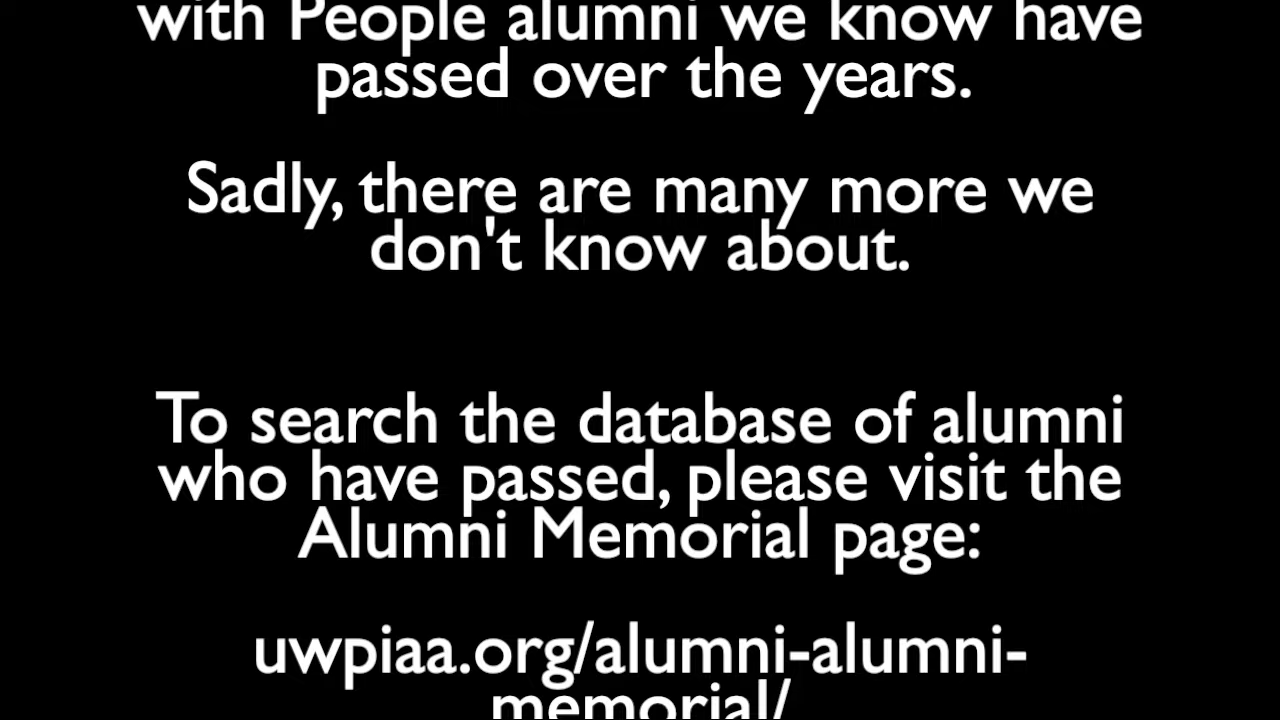 with People alumni we know have
passed over the years.
Sadly, there are many more we
don't know about.
To search the database of alumni
who have passed, please visit the
Alumni Memorial page:
uwpiaa.org/alumni-alumni-
memorial/